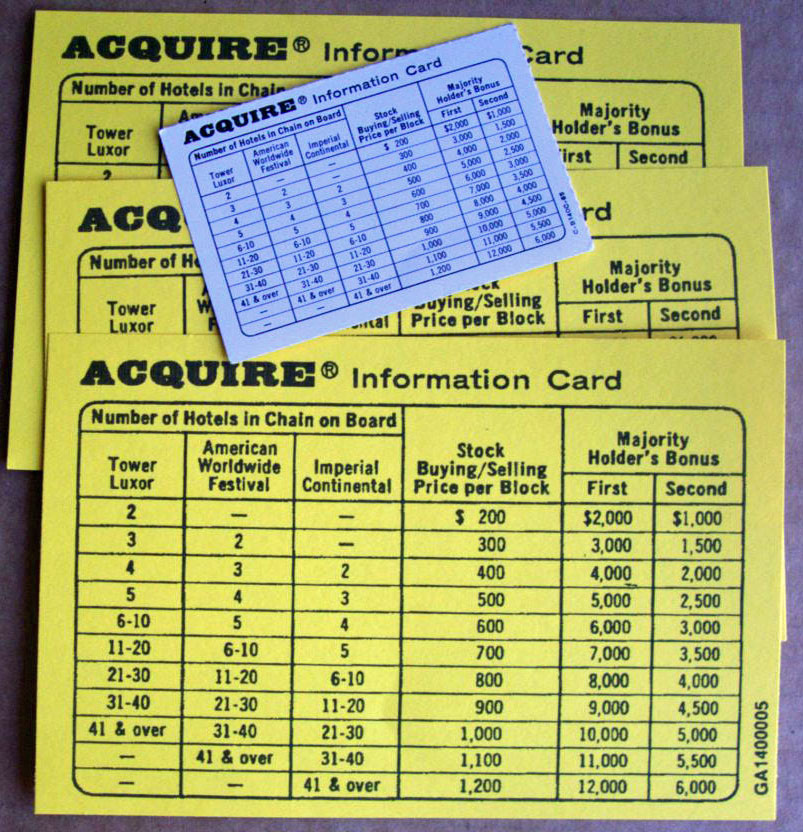 ACQUIRE® Card
Number of Hotels in Chain
Tower
Luxor
2
Majority
Holder's Bonus
Second
ACQUIRE® Information Card
Number of Hotels in Chain on Board
Tower
Luxor
American
Worldwide
Festival
Imperial
Continental
Stock
Buying/Selling
Price per Block
Majority
Holder's Bonus
First Second
2 — — $ 200 $2,000 $1,000
3 2 — 300 3,000 1,500
4 3 2 400 4,000 2,000
5 4 3 500 5,000 2,500
6-10 5 4 600 6,000 3,000
11-20 6-10 5 700 7,000 3,500
21-30 11-20 6-10 800 8,000 4,000
31-40 21-30 11-20 900 9,000 4,500
41 & over 31-40 21-30 1,000 10,000 5,000
— 41 & over 31-40 1,100 11,000 5,500
— — 41 & over 1,200 12,000 6,000
Number of
Tower
Luxor
Buying/Selling
Price per Block
Majority
Holder's Bonus
First Second
ACQUIRE® Information Card
Number of Hotels in Chain on Board
Tower
Luxor
American
Worldwide
Festival
Imperial
Continental
Stock
Buying/Selling
Price per Block
Majority
Holder's Bonus
First Second
2 — — $ 200 $2,000 $1,000
3 2 — 300 3,000 1,500
4 3 2 400 4,000 2,000
5 4 3 500 5,000 2,500
6-10 5 4 600 6,000 3,000
11-20 6-10 5 700 7,000 3,500
21-30 11-20 6-10 800 8,000 4,000
31-40 21-30 11-20 900 9,000 4,500
41 & over 31-40 21-30 1,000 10,000 5,000
— 41 & over 31-40 1,100 11,000 5,500
— — 41 & over 1,200 12,000 6,000
GA1400005